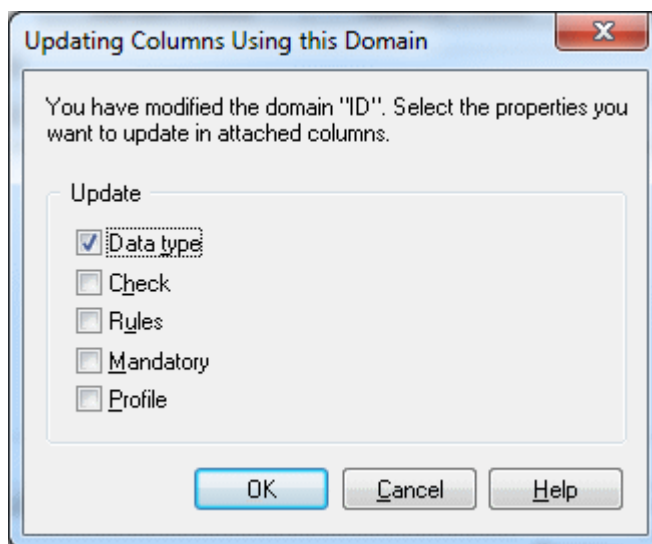 Updating Columns Using this Domain
You have modified the domain "ID". Select the properties you
want to update in attached columns.
Update
Data type
Check
Rules
Mandatory
Profile
OK Cancel Help